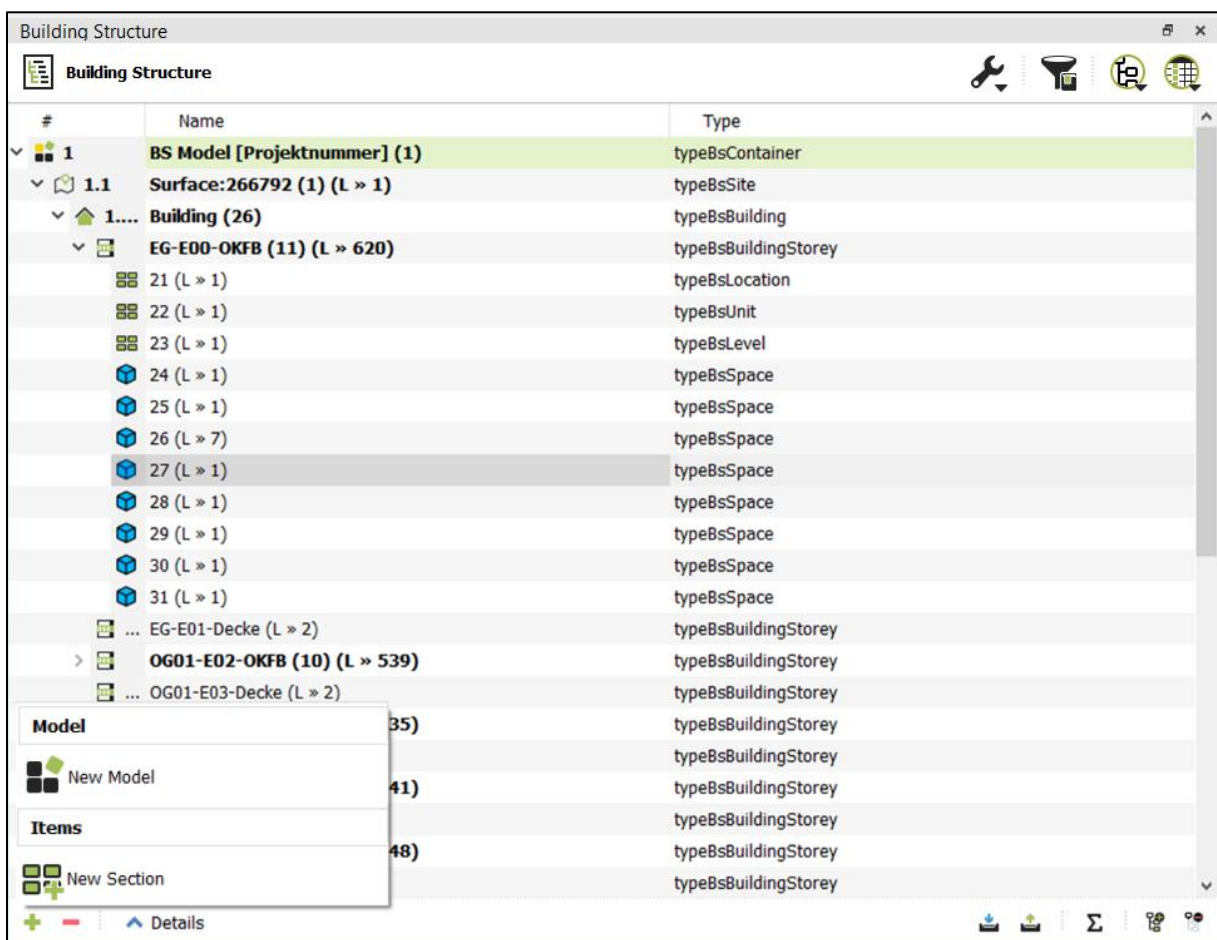 Building Structure
Building Structure
# Name Type
1 BS Model [Projektnummer] (1) typeBsContainer
1.1 Surface:266792 (1) (L » 1) typeBsSite
1.... Building (26) typeBsBuilding
EG-E00-OKFB (11) (L » 620) typeBsBuildingStorey
21 (L » 1) typeBsLocation
22 (L » 1) typeBsUnit
23 (L » 1) typeBsLevel
24 (L » 1) typeBsSpace
25 (L » 1) typeBsSpace
26 (L » 7) typeBsSpace
27 (L » 1) typeBsSpace
28 (L » 1) typeBsSpace
29 (L » 1) typeBsSpace
30 (L » 1) typeBsSpace
31 (L » 1) typeBsSpace
... EG-E01-Decke (L » 2) typeBsBuildingStorey
OG01-E02-OKFB (10) (L » 539) typeBsBuildingStorey
... OG01-E03-Decke (L » 2) typeBsBuildingStorey
Model 35) typeBsBuildingStorey
typeBsBuildingStorey
New Model 41) typeBsBuildingStorey
Items typeBsBuildingStorey
48) typeBsBuildingStorey
New Section typeBsBuildingStorey
Details Σ